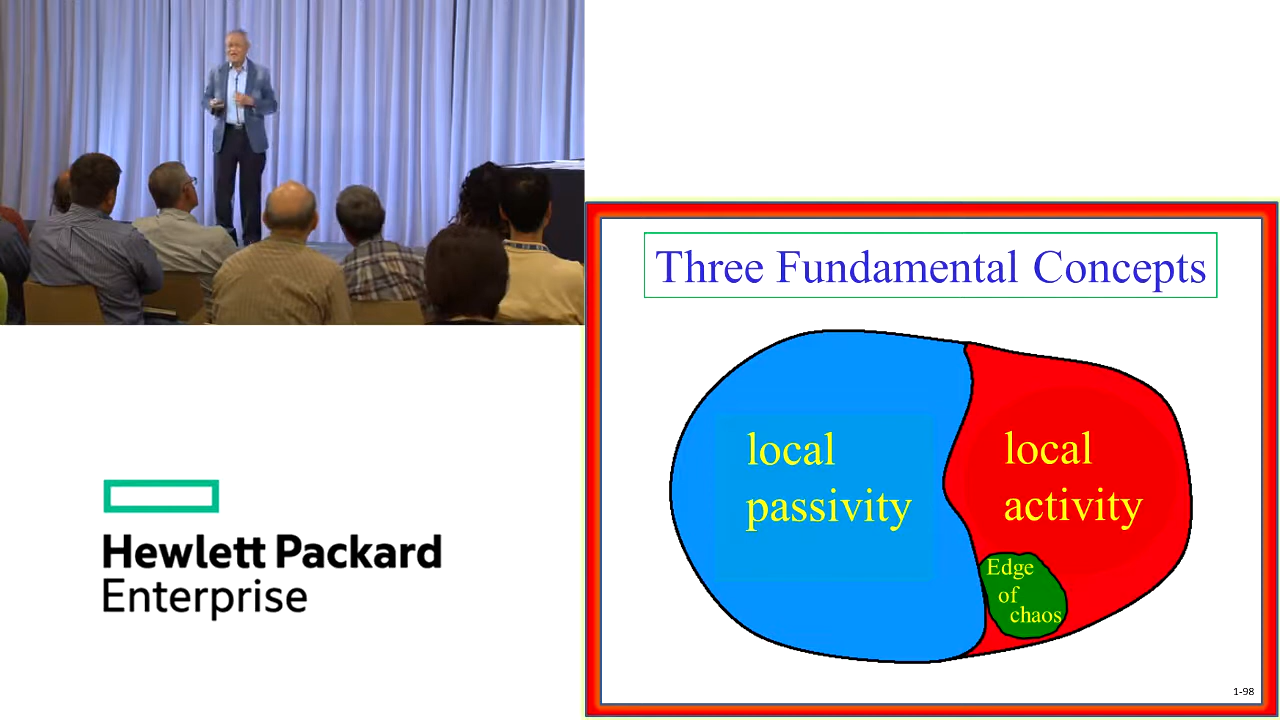 Three Fundamental Concepts
local
passivity
local
activity
Edge
of
chaos
1-98
Hewlett Packard
Enterprise